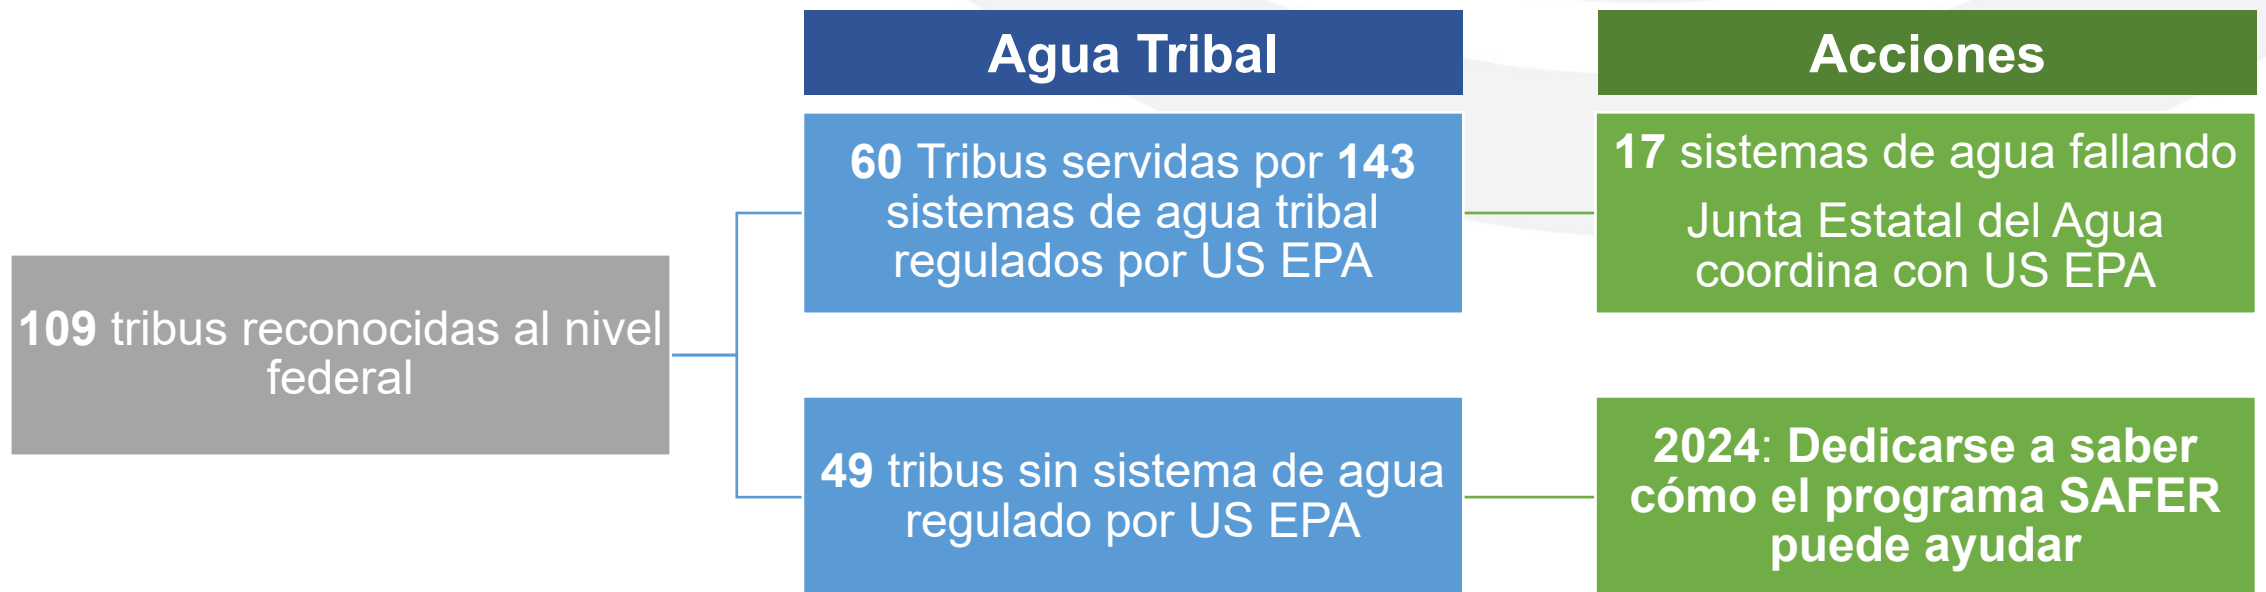 Agua Tribal
Acciones
109 tribus reconocidas al nivel
federal
60 Tribus servidas por 143
sistemas de agua tribal
regulados por US EPA
17 sistemas de agua fallando
Junta Estatal del Agua
coordina con US EPA
49 tribus sin sistema de agua
regulado por US EPA
2024: Dedicarse a saber
cómo el programa SAFER
puede ayudar